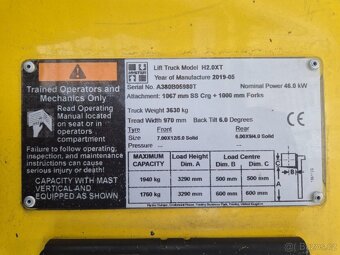 HYSTER
Lift Truck Model H2.0XT
Year of Manufacture 2019-05
Serial No. A380B05980T Nominal Power 46.0 kW
Attachment: 1067 mm SS Crg + 1000 mm Forks
Truck Weight 3630 kg
Tread Width 970 mm Back Tilt 6.0 Degrees
Tyre Front Rear
Size: 7.00X12/5.0 Solid 6.00X9/4.0 Solid
Pressure: -- --
MAXIMUM CAPACITY Load Height Dim. A Load Centre Dim. B Dim. C
1940 kg 3290 mm 500 mm 500 mm
1760 kg 3290 mm 600 mm 600 mm
Trained Operators and
Mechanics Only
Read Operating
Manual located
on seat or in
operators
compartment
Failure to follow operating,
inspection, and maintenance
instructions can cause
serious injury or death!
CAPACITY WITH MAST
VERTICAL AND
EQUIPPED AS SHOWN